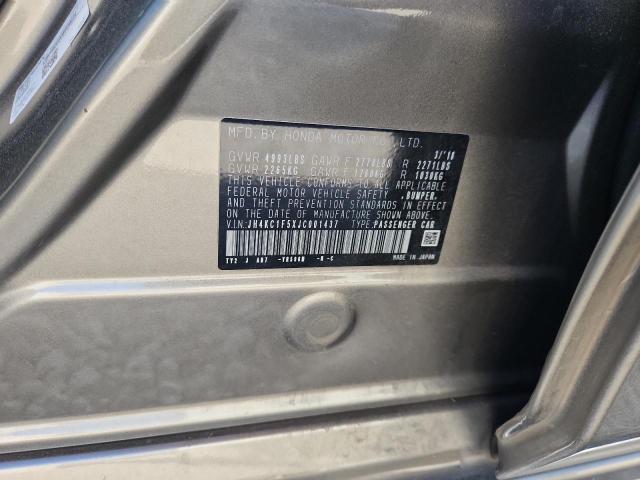 MFD. BY HONDA MOTOR CO., LTD.
3/'18
GVWR 4993LBS GAWR F 2778LBS R 2271LBS
GVWR 2265KG GAWR F 1260KG R 1030KG
THIS VEHICLE CONFORMS TO ALL APPLICABLE
FEDERAL MOTOR VEHICLE SAFETY, BUMPER,
AND THEFT PREVENTION STANDARDS IN EFFECT
ON THE DATE OF MANUFACTURE SHOWN ABOVE.
V.I.N.: JH4KC1F5XJC001437 TYPE: PASSENGER CAR
TY2 A A07
MADE IN JAPAN